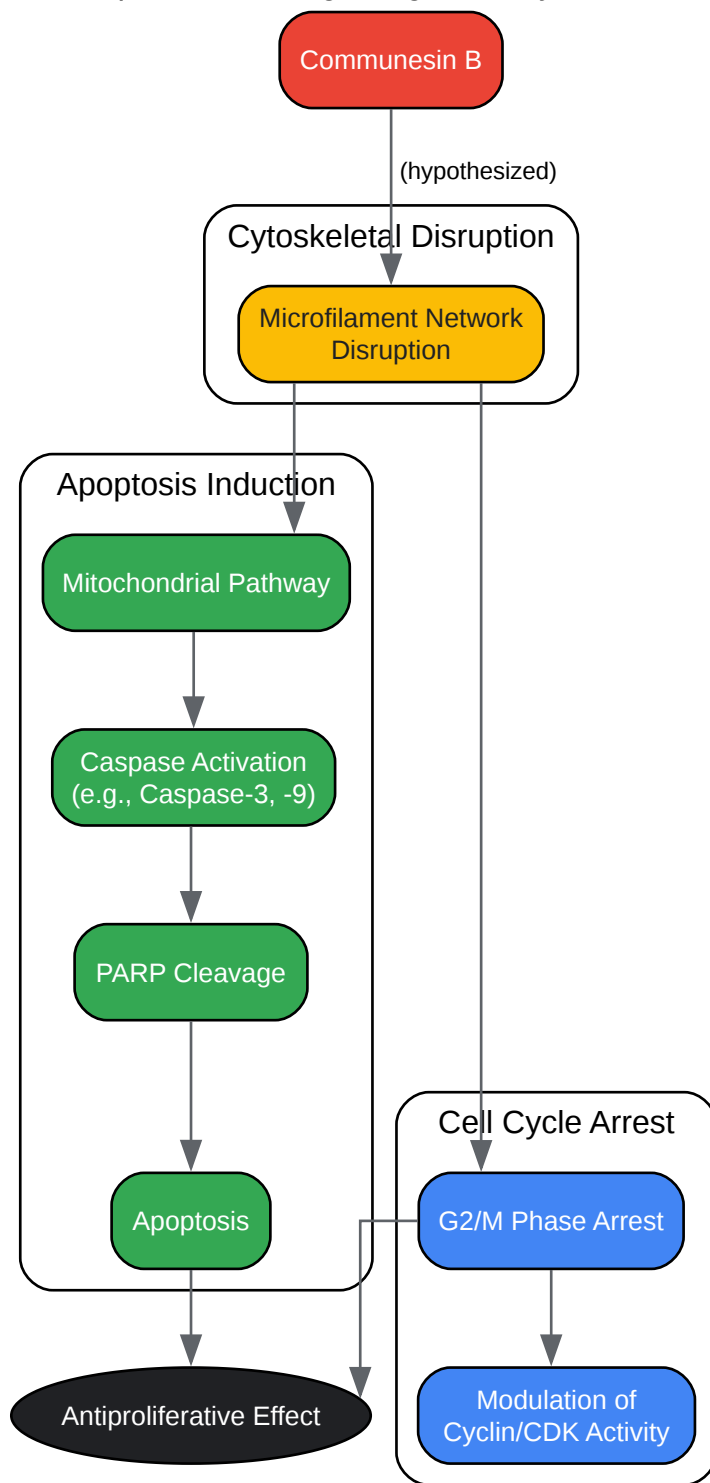 Communesin B
(hypothesized)
Cytoskeletal Disruption
Microfilament Network
Disruption
Apoptosis Induction
Mitochondrial Pathway
Caspase Activation
(e.g., Caspase-3, -9)
PARP Cleavage
Cell Cycle Arrest
Apoptosis
G2/M Phase Arrest
Antiproliferative Effect
Modulation of
Cyclin/CDK Activity